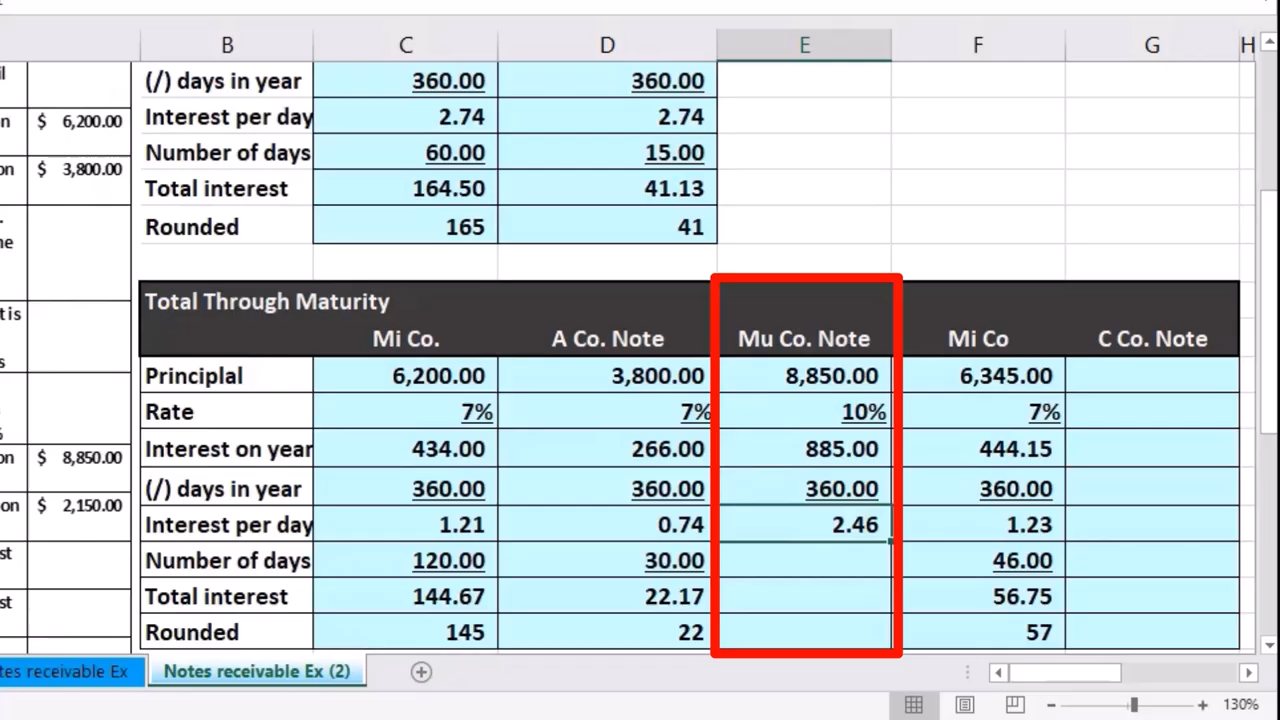 B C D E F G H
(/) days in year 360.00 360.00
$ 6,200.00 Interest per day 2.74 2.74
$ 3,800.00 Number of days 60.00 15.00
Total interest 164.50 41.13
Rounded 165 41
Total Through Maturity
Mi Co. A Co. Note Mu Co. Note Mi Co C Co. Note
Principlal 6,200.00 3,800.00 8,850.00 6,345.00
Rate 7% 7% 10% 7%
Interest on year 434.00 266.00 885.00 444.15
$ 8,850.00
(/) days in year 360.00 360.00 360.00 360.00
$ 2,150.00
Interest per day 1.21 0.74 2.46 1.23
Number of days 120.00 30.00 46.00
Total interest 144.67 22.17 56.75
Rounded 145 22 57
tes receivable Ex Notes receivable Ex (2)
130%